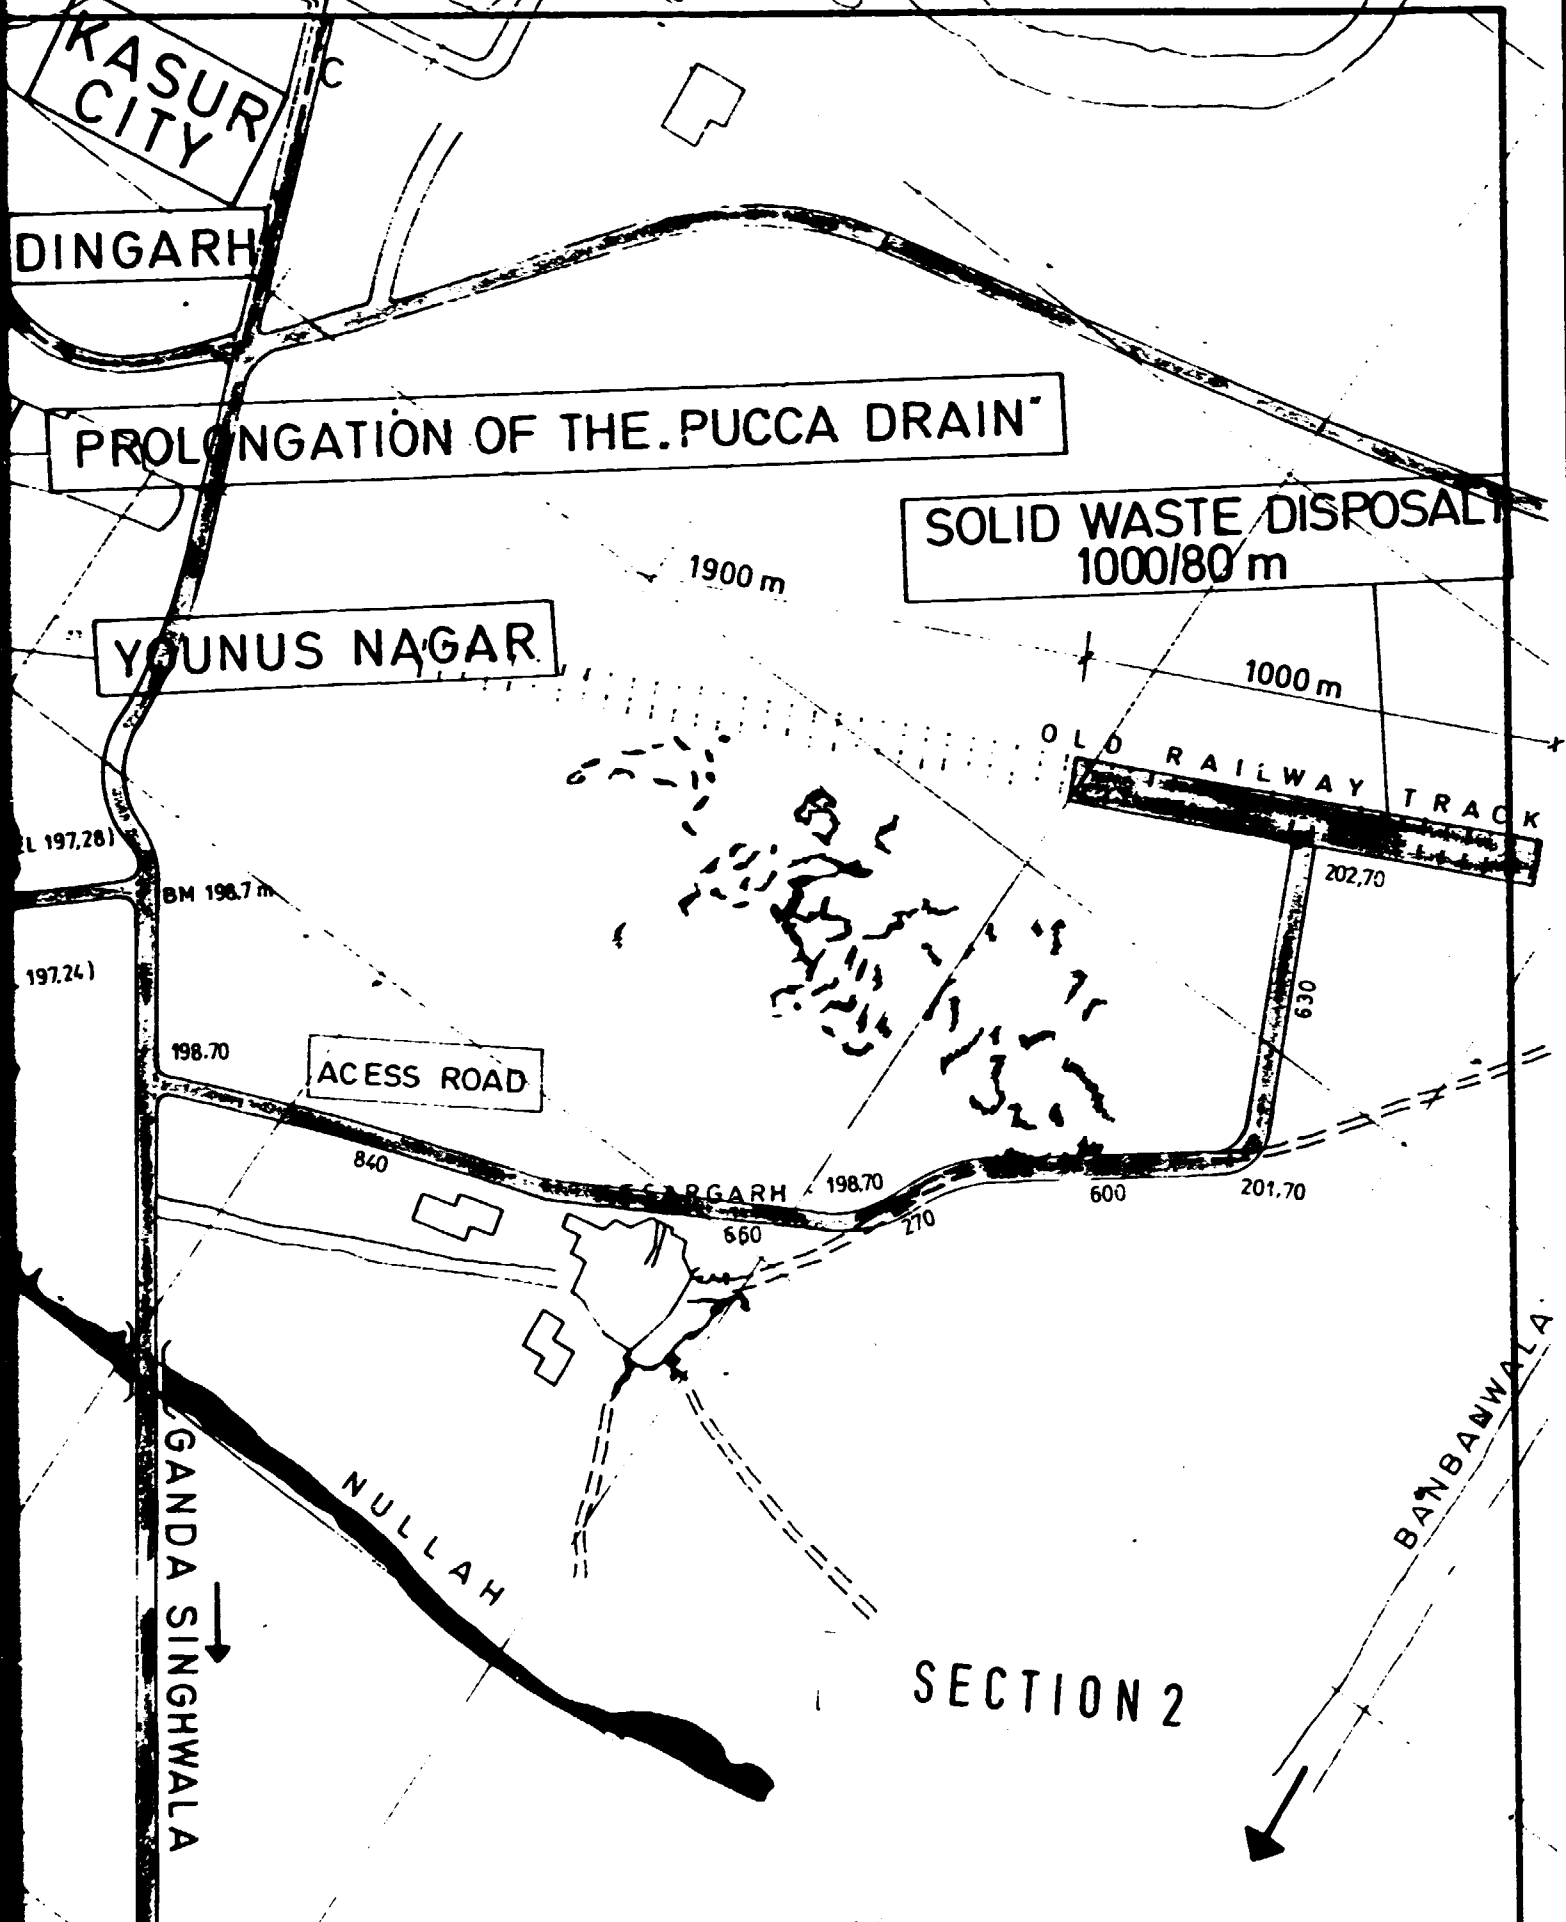 KASUR
CITY
C
DINGARH
PROLONGATION OF THE.PUCCA DRAIN"
SOLID WASTE DISPOSAL
1000/80 m
1900 m
YOUNUS NAGAR
1000 m
OLD RAILWAY TRACK
L 197,28)
BM 198.7 m
202,70
197,24)
630
198.70
ACESS ROAD
840
198.70
660
270
600
201,70
BANBANWALA
GANDA SINGHWALA
NULLAH
SECTION 2